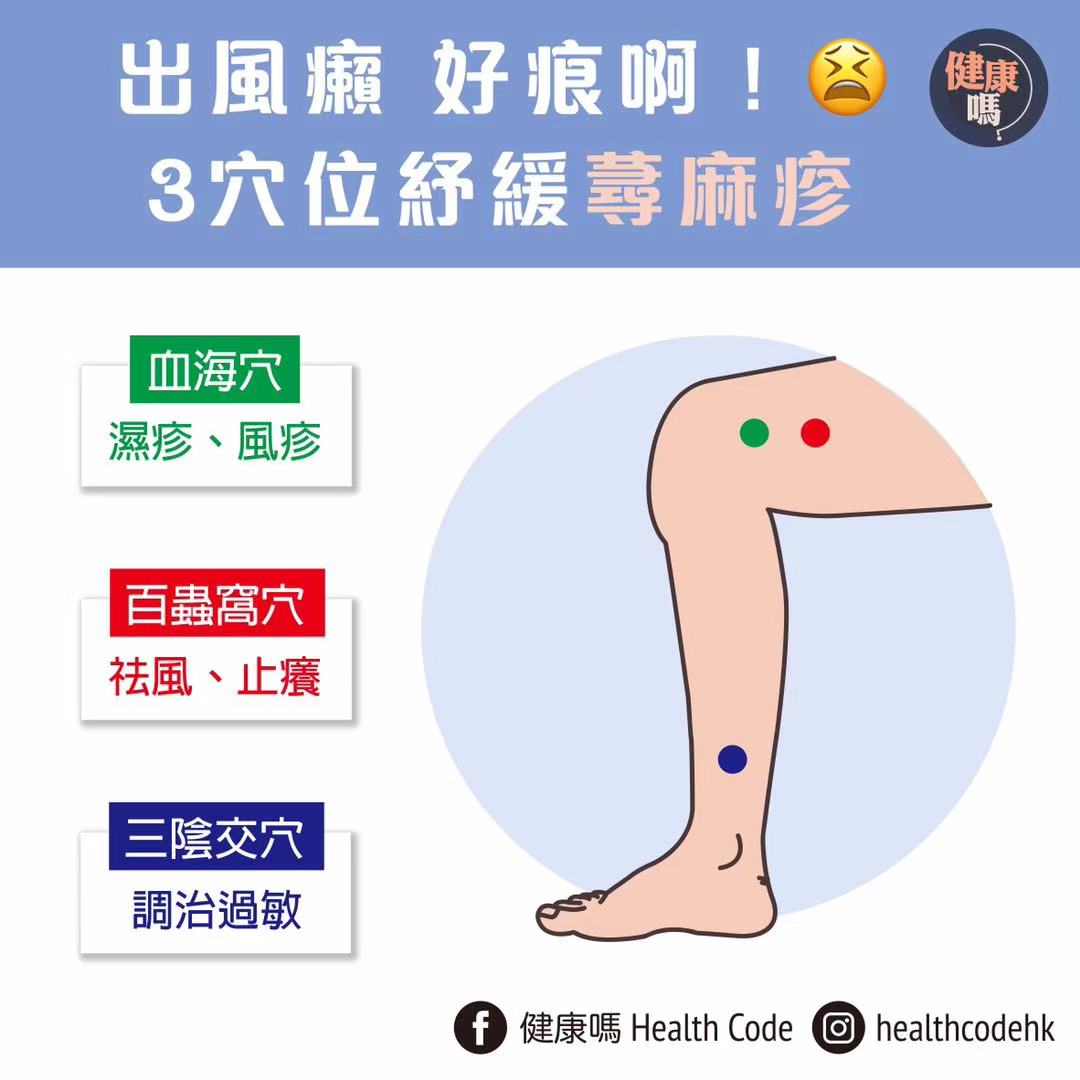 出風癩 好痕啊！
健康
嗎?
3穴位紓緩蕁麻疹
血海穴
濕疹、風疹
百蟲窩穴
祛風、止癢
三陰交穴
調治過敏
健康嗎 Health Code
healthcodehk